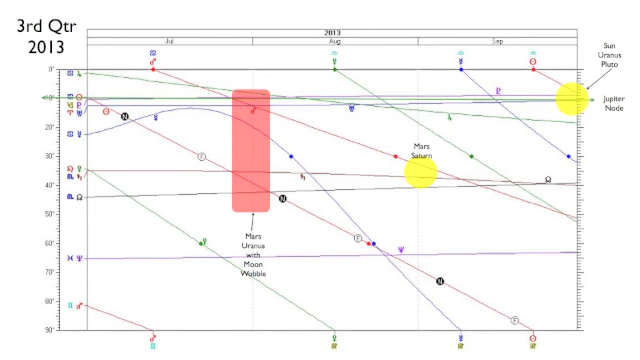 3rd Qtr
2013
2013
Jul
Aug
Sep
Sun
Uranus
Pluto
Jupiter
Node
Mars
Saturn
Mars
Uranus
with
Moon
Wobble
0°
10°
20°
30°
40°
50°
60°
70°
80°
90°
N
E
N
E
N
E